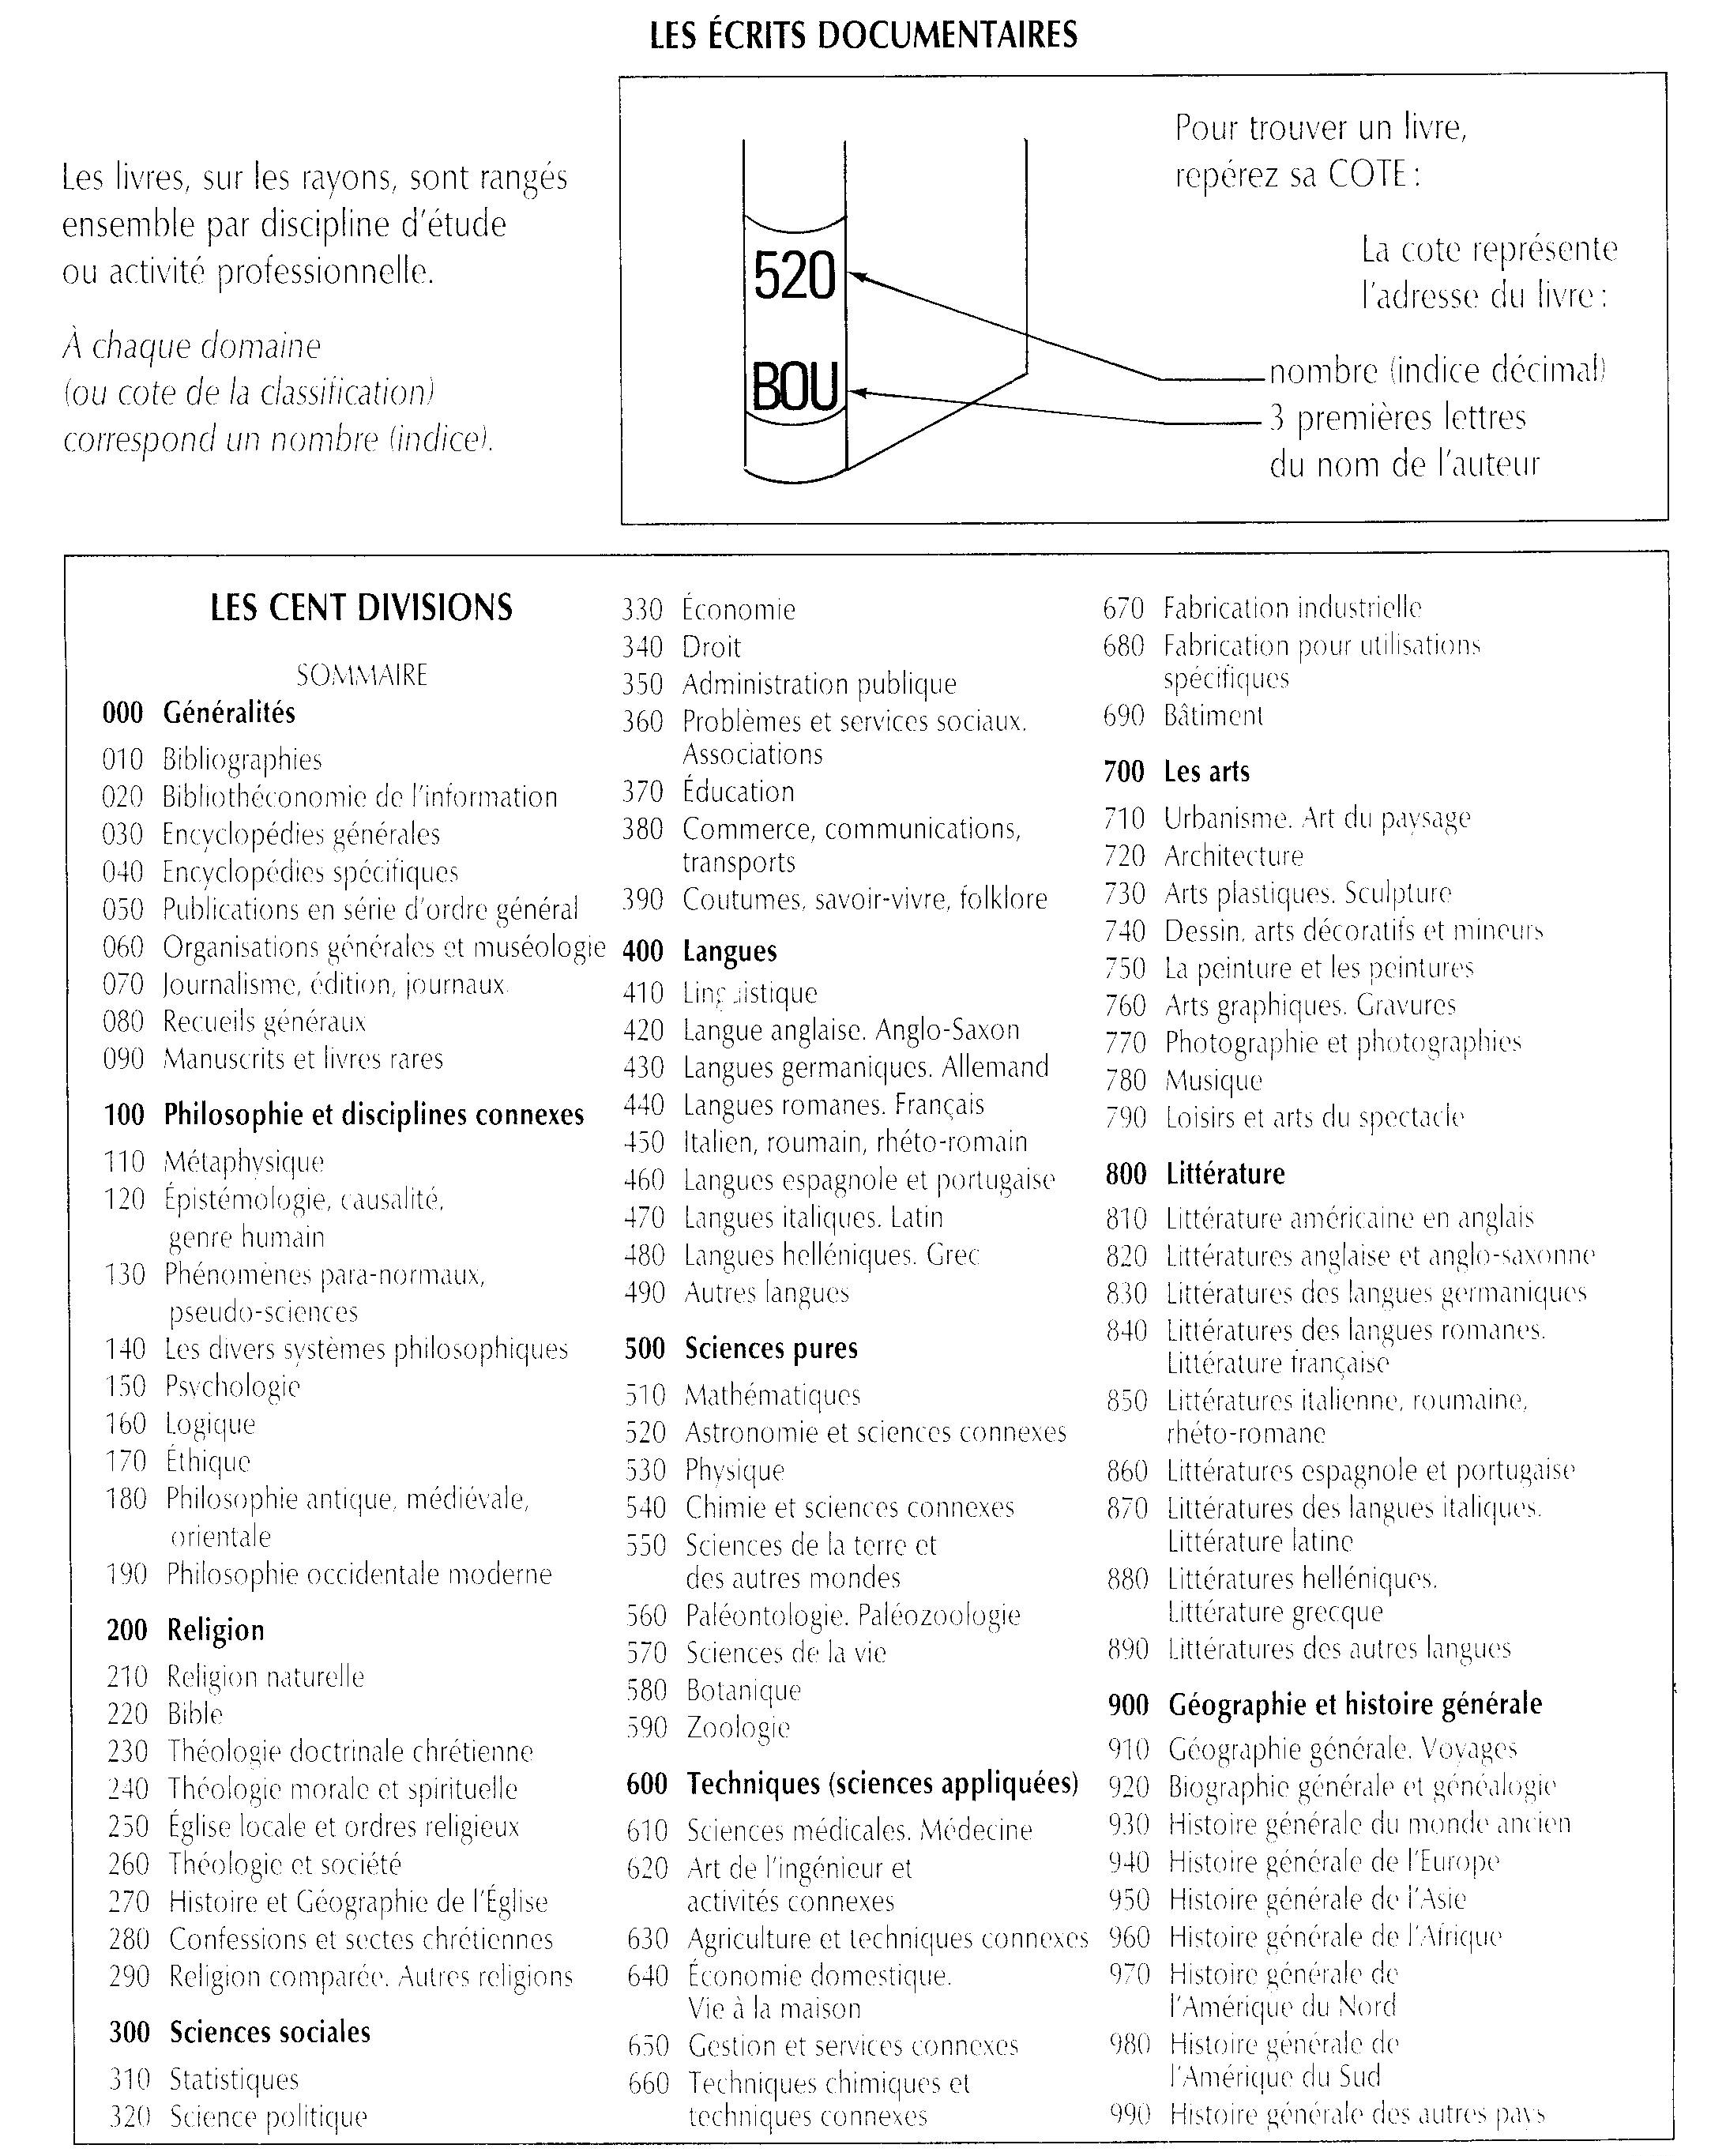 LES ÉCRITS DOCUMENTAIRES
Les livres, sur les rayons, sont rangés
ensemble par discipline d'étude
ou activité professionnelle.
À chaque domaine
(ou cote de la classification)
correspond un nombre (indice).
520
BOU
Pour trouver un livre,
repérez sa COTE :
La cote représente
l'adresse du livre :
nombre (indice décimal)
3 premières lettres
du nom de l'auteur
LES CENT DIVISIONS
SOMMAIRE
000 Généralités
010 Bibliographies
020 Bibliothéconomie de l'information
030 Encyclopédies générales
040 Encyclopédies spécifiques
050 Publications en série d'ordre général
060 Organisations générales et muséologie
070 Journalisme, édition, journaux
080 Recueils généraux
090 Manuscrits et livres rares
100 Philosophie et disciplines connexes
110 Métaphysique
120 Épistémologie, causalité,
genre humain
130 Phénomènes para-normaux,
pseudo-sciences
140 Les divers systèmes philosophiques
150 Psychologie
160 Logique
170 Éthique
180 Philosophie antique, médiévale,
orientale
190 Philosophie occidentale moderne
200 Religion
210 Religion naturelle
220 Bible
230 Théologie doctrinale chrétienne
240 Théologie morale et spirituelle
250 Église locale et ordres religieux
260 Théologie et société
270 Histoire et Géographie de l'Église
280 Confessions et sectes chrétiennes
290 Religion comparée. Autres religions
300 Sciences sociales
310 Statistiques
320 Science politique
330 Économie
340 Droit
350 Administration publique
360 Problèmes et services sociaux.
Associations
370 Éducation
380 Commerce, communications,
transports
390 Coutumes, savoir-vivre, folklore
400 Langues
410 Linguistique
420 Langue anglaise. Anglo-Saxon
430 Langues germaniques. Allemand
440 Langues romanes. Français
450 Italien, roumain, rhéto-romain
460 Langues espagnole et portugaise
470 Langues italiques. Latin
480 Langues helléniques. Grec
490 Autres langues
500 Sciences pures
510 Mathématiques
520 Astronomie et sciences connexes
530 Physique
540 Chimie et sciences connexes
550 Sciences de la terre et
des autres mondes
560 Paléontologie. Paléozoologie
570 Sciences de la vie
580 Botanique
590 Zoologie
600 Techniques (sciences appliquées)
610 Sciences médicales. Médecine
620 Art de l'ingénieur et
activités connexes
630 Agriculture et techniques connexes
640 Économie domestique.
Vie à la maison
650 Gestion et services connexes
660 Techniques chimiques et
techniques connexes
670 Fabrication industrielle
680 Fabrication pour utilisations
spécifiques
690 Bâtiment
700 Les arts
710 Urbanisme. Art du paysage
720 Architecture
730 Arts plastiques. Sculpture
740 Dessin, arts décoratifs et mineurs
750 La peinture et les peintures
760 Arts graphiques. Gravures
770 Photographie et photographies
780 Musique
790 Loisirs et arts du spectacle
800 Littérature
810 Littérature américaine en anglais
820 Littératures anglaise et anglo-saxonne
830 Littératures des langues germaniques
840 Littératures des langues romanes.
Littérature française
850 Littératures italienne, roumaine,
rhéto-romane
860 Littératures espagnole et portugaise
870 Littératures des langues italiques.
Littérature latine
880 Littératures helléniques.
Littérature grecque
890 Littératures des autres langues
900 Géographie et histoire générale
910 Géographie générale. Voyages
920 Biographie générale et généalogie
930 Histoire générale du monde ancien
940 Histoire générale de l'Europe
950 Histoire générale de l'Asie
960 Histoire générale de l'Afrique
970 Histoire générale de
l'Amérique du Nord
980 Histoire générale de
l'Amérique du Sud
990 Histoire générale des autres pays